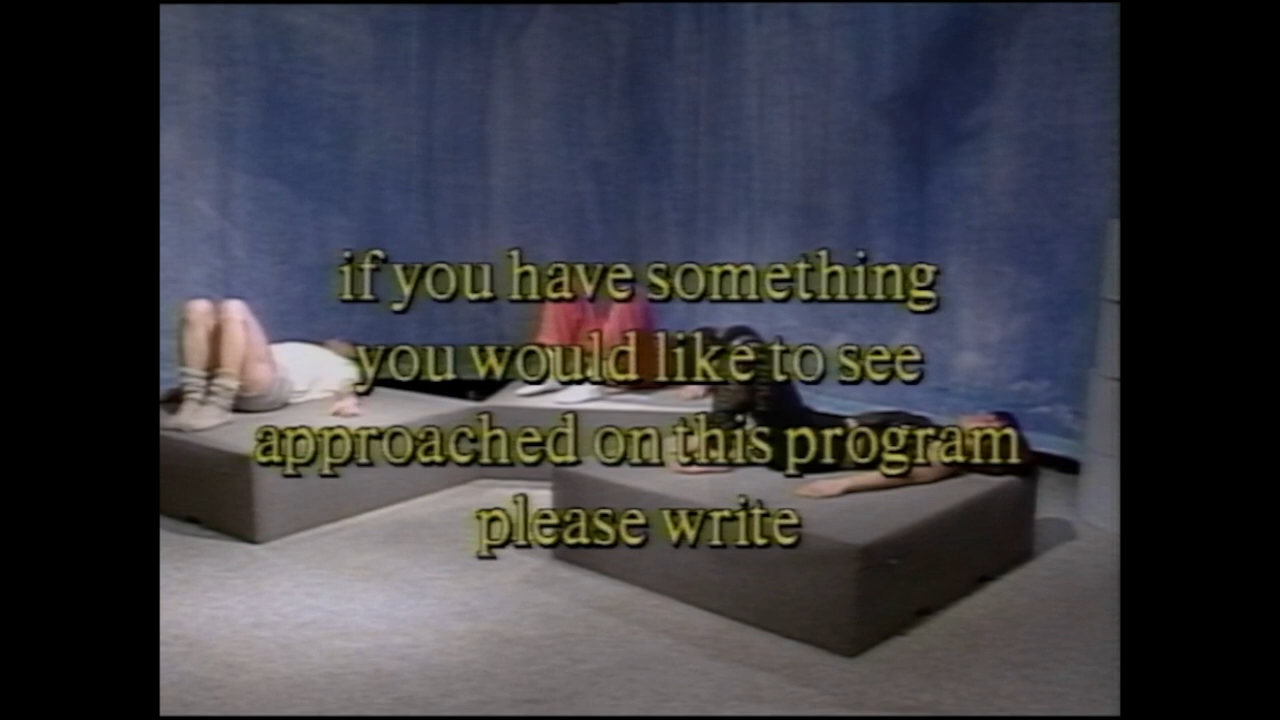 if you have something
you would like to see
approached on this program
please write